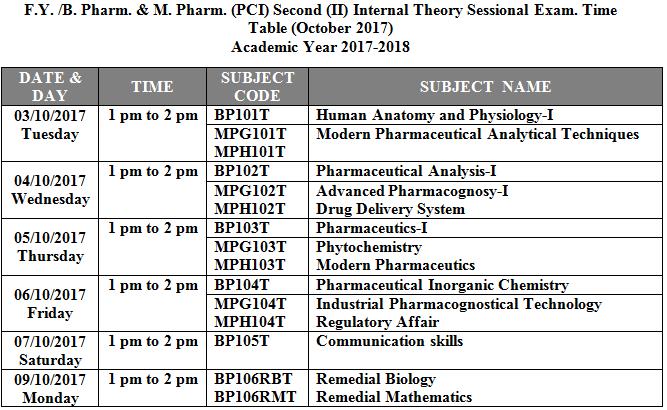 F.Y. /B. Pharm. & M. Pharm. (PCI) Second (II) Internal Theory Sessional Exam. Time
Table (October 2017)
Academic Year 2017-2018
DATE & DAY TIME SUBJECT CODE SUBJECT NAME
03/10/2017 Tuesday 1 pm to 2 pm BP101T Human Anatomy and Physiology-I
MPG101T Modern Pharmaceutical Analytical Techniques
MPH101T
04/10/2017 Wednesday 1 pm to 2 pm BP102T Pharmaceutical Analysis-I
MPG102T Advanced Pharmacognosy-I
MPH102T Drug Delivery System
05/10/2017 Thursday 1 pm to 2 pm BP103T Pharmaceutics-I
MPG103T Phytochemistry
MPH103T Modern Pharmaceutics
06/10/2017 Friday 1 pm to 2 pm BP104T Pharmaceutical Inorganic Chemistry
MPG104T Industrial Pharmacognostical Technology
MPH104T Regulatory Affair
07/10/2017 Saturday 1 pm to 2 pm BP105T Communication skills
09/10/2017 Monday 1 pm to 2 pm BP106RBT Remedial Biology
BP106RMT Remedial Mathematics